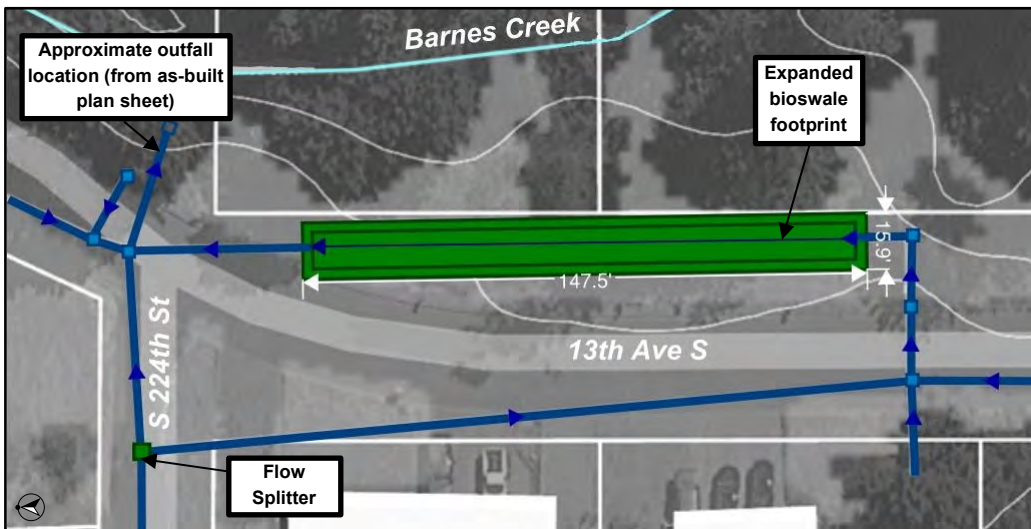 Barnes Creek
Approximate outfall
location (from as-built
plan sheet)
Expanded
bioswale
footprint
15.9'
147.5'
13th Ave S
S 224th St
Flow
Splitter